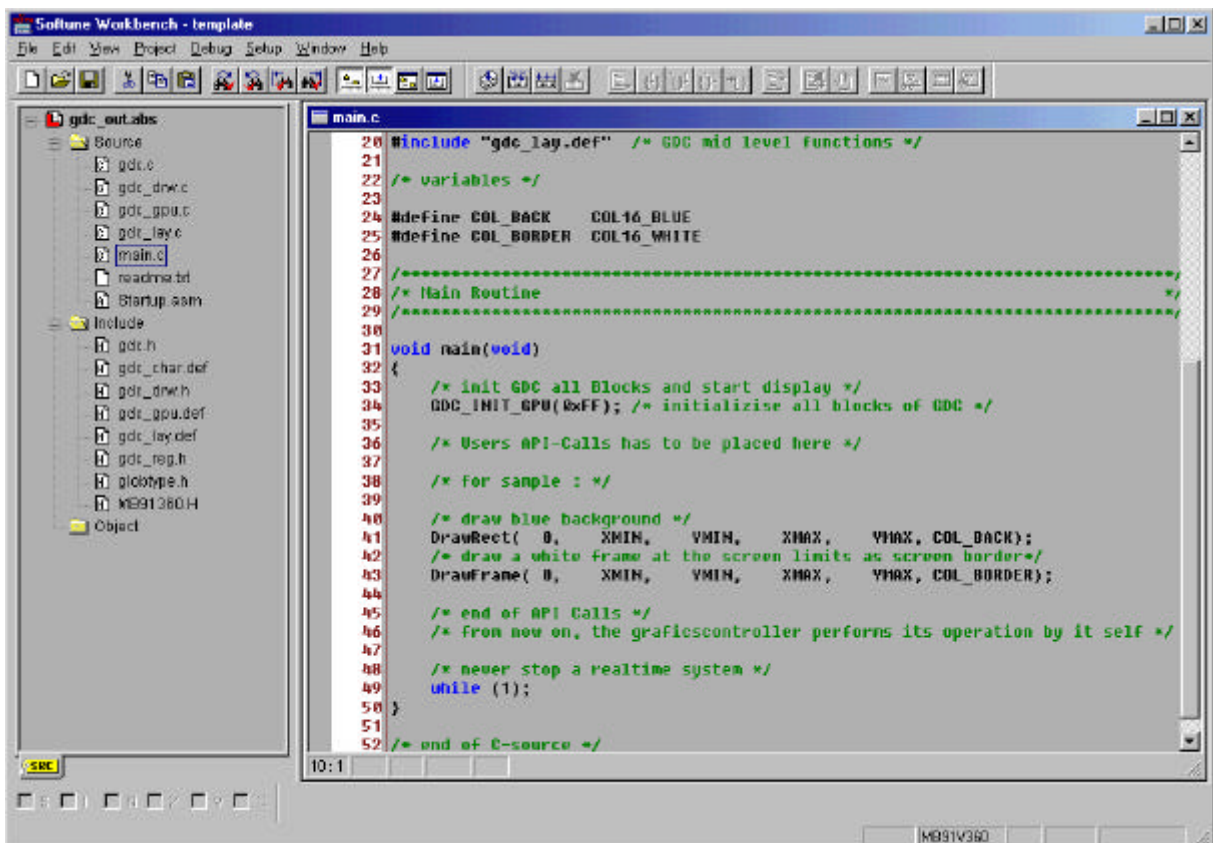 Softune Workbench - template
File Edit View Project Debug Setup Window Help
gdc_out.abs
Source
gdc.c
gdc_drw.c
gdc_gpu.c
gdc_lay.c
main.c
readme.txt
Startup.asm
Include
gdc.h
gdc_char.def
gdc_drw.h
gdc_gpu.def
gdc_lay.def
gdc_reg.h
globtype.h
MB91360.H
Object
SRC
main.c
20 #include "gdc_lay.def" /* GDC mid level functions */
21
22 /* variables */
23
24 #define COL_BACK COL16_BLUE
25 #define COL_BORDER COL16_WHITE
26
27 /******************************************************************************/
28 /* Main Routine */
29 /******************************************************************************/
30
31 void main(void)
32 {
33 /* init GDC all Blocks and start display */
34 GDC_INIT_GPU(0xFF); /* initializise all blocks of GDC */
35
36 /* Users API-Calls has to be placed here */
37
38 /* for sample : */
39
40 /* draw blue background */
41 DrawRect( 0, XMIN, YMIN, XMAX, YMAX, COL_BACK);
42 /* draw a white frame at the screen limits as screen border*/
43 DrawFrame( 0, XMIN, YMIN, XMAX, YMAX, COL_BORDER);
44
45 /* end of API Calls */
46 /* from now on, the graficscontroller performs its operation by it self */
47
48 /* never stop a realtime system */
49 while (1);
50 }
51
52 /* end of C-source */
10:1
MB91V360